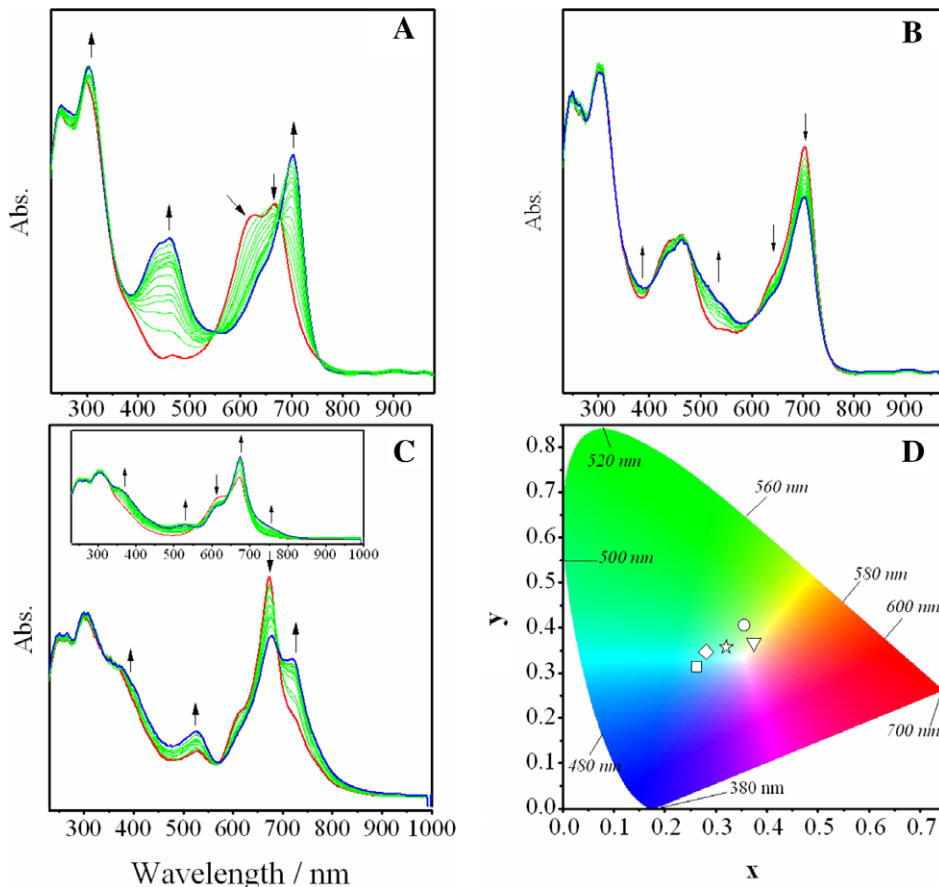 A
Abs.
300 400 500 600 700 800 900
B
Abs.
300 400 500 600 700 800 900
C
300 400 500 600 700 800 900 1000
Abs.
300 400 500 600 700 800 900 1000
Wavelength / nm
D
0.8
0.7
0.6
0.5
0.4
0.3
0.2
0.1
0.0
y
520 nm
560 nm
500 nm
580 nm
600 nm
700 nm
480 nm
380 nm
0.0 0.1 0.2 0.3 0.4 0.5 0.6 0.7
x